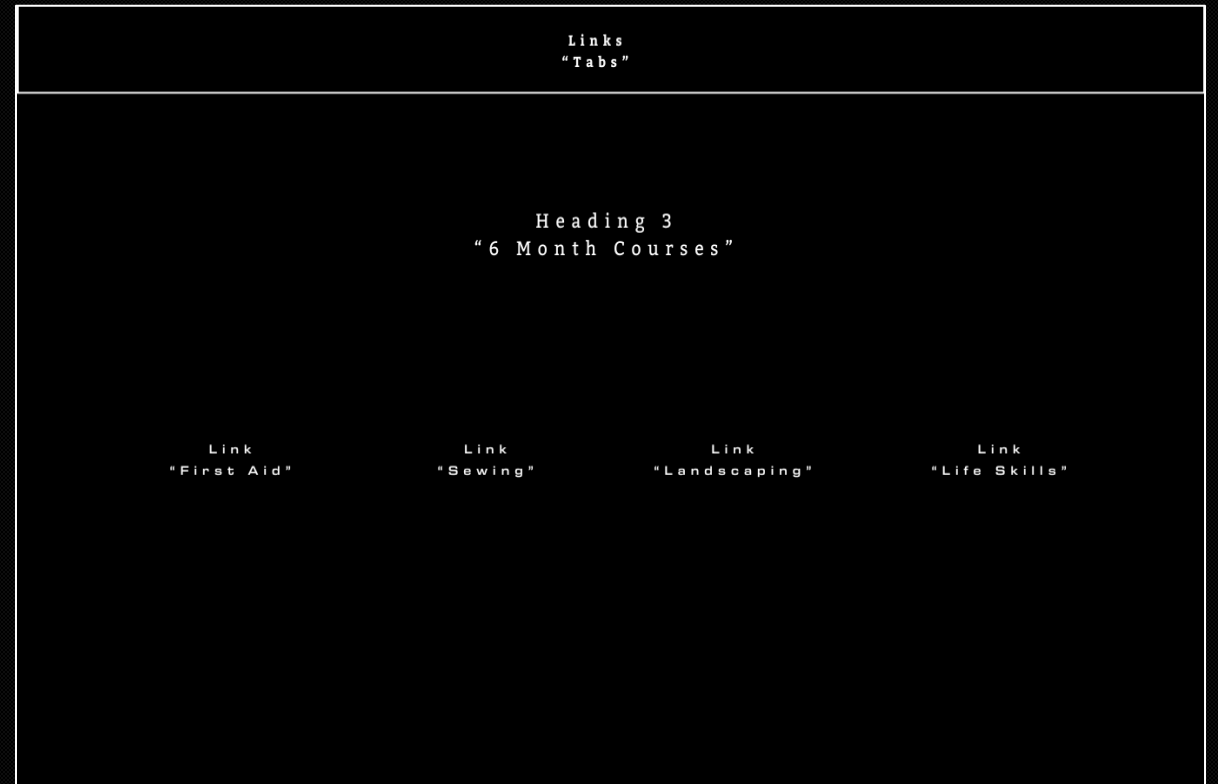 Links
“Tabs”
Heading 3
“6 Month Courses”
Link
“First Aid”
Link
“Sewing”
Link
“Landscaping”
Link
“Life Skills”